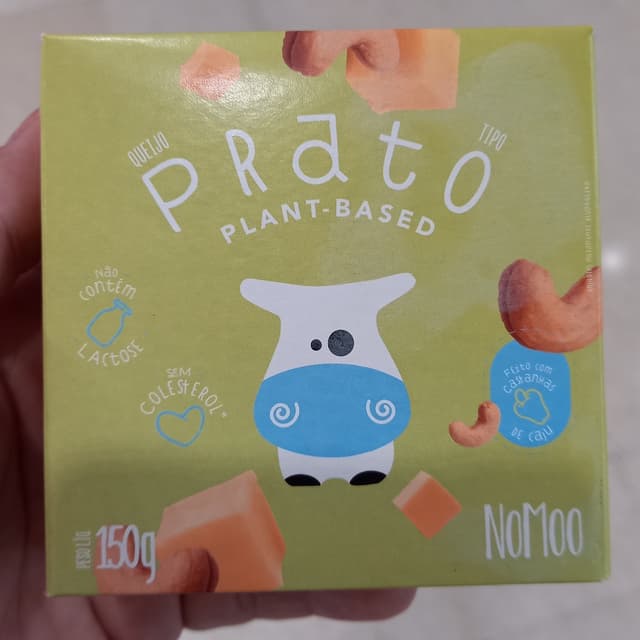 QUEIJO
TIPO
PRato
PLANT-BASED
Não
contém
Lactose
SEM
COLESTEROL*
Feito com
castanhas
DE CAJU
PESO LÍQ
150g
NoMoo